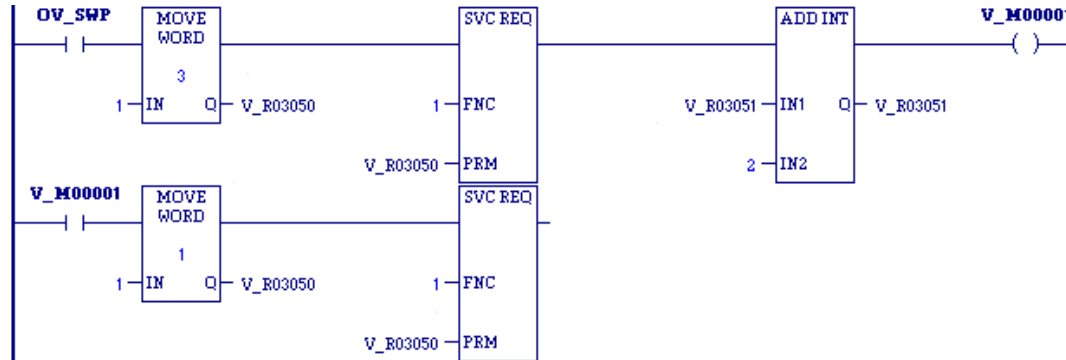 OV_SWP MOVE WORD SVC REQ ADD INT V_M00001
3
1 IN Q V_R03050 1 FNC V_R03051 IN1 Q V_R03051
V_R03050 PRM 2 IN2
V_M00001 MOVE WORD SVC REQ
1
1 IN Q V_R03050 1 FNC
V_R03050 PRM